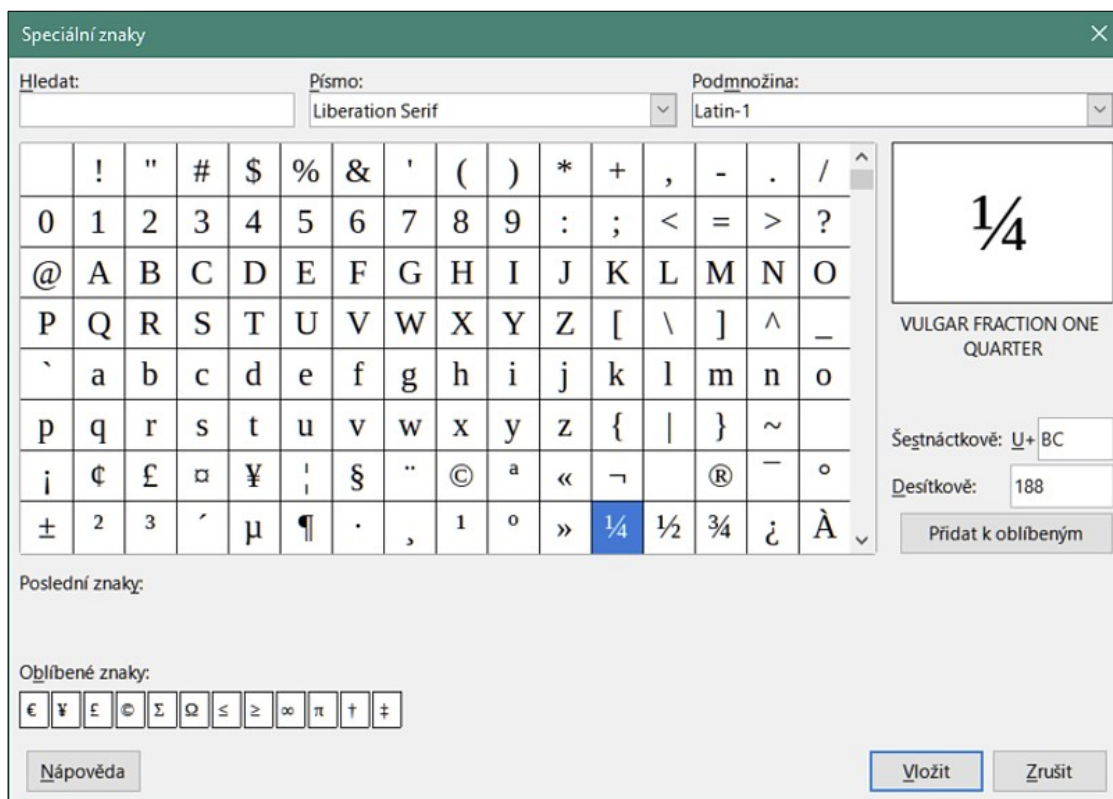 Speciální znaky
Hledat: Písmo: Podmnožina:
Liberation Serif Latin-1
! " # $ % & ' ( ) * + , - . /
0 1 2 3 4 5 6 7 8 9 : ; < = > ?
@ A B C D E F G H I J K L M N O
P Q R S T U V W X Y Z [ \ ] ^ _
` a b c d e f g h i j k l m n o
p q r s t u v w x y z { | } ~
¡ ¢ £ ¤ ¥ ¦ § ¨ © ª « ¬ ® ¯ °
± ² ³ ´ µ ¶ · ¸ ¹ º » ¼ ½ ¾ ¿ À
¼
VULGAR FRACTION ONE
QUARTER
Šestnáctkově: U+ BC
Desítkově: 188
Přidat k oblíbeným
Poslední znaky:
Oblíbené znaky:
€ ¥ £ © Σ Ω ≤ ≥ ∞ π † ‡
Nápověda Vložit Zrušit